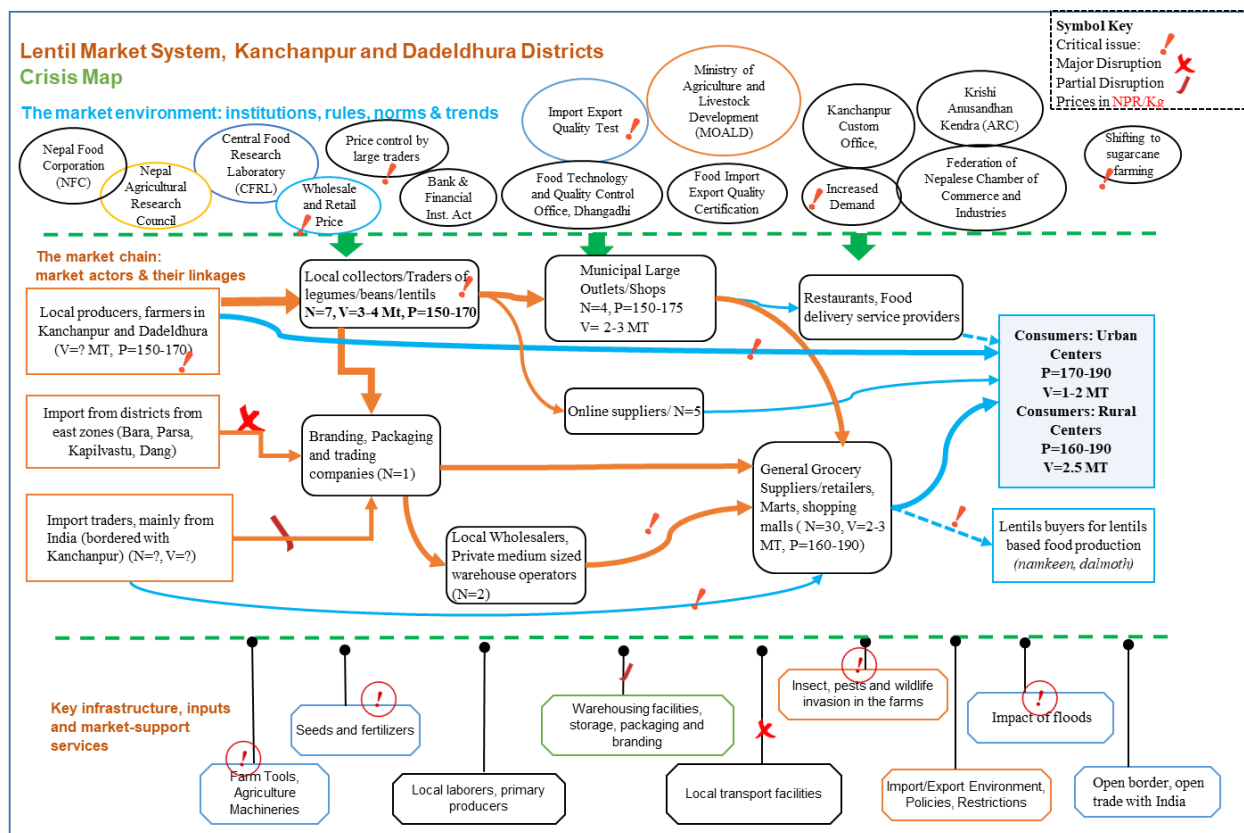 Lentil Market System, Kanchanpur and Dadeldhura Districts
Crisis Map
Symbol Key
Critical issue:
Major Disruption
Partial Disruption
Prices in NPR/Kg
The market environment: institutions, rules, norms & trends
Nepal Food
Corporation (NFC)
Nepal
Agricultural
Research
Council
Central Food
Research
Laboratory
(CFRL)
Wholesale
and Retail
Price
Price control by
large traders
Bank &
Financial
Inst. Act
Import Export
Quality Test
Food Technology
and Quality Control
Office, Dhangadhi
Ministry of
Agriculture and
Livestock
Development
(MOALD)
Food Import
Export Quality
Certification
Kanchanpur
Custom
Office,
Increased
Demand
Krishi
Anusandhan
Kendra (ARC)
Federation of
Nepalese Chamber of
Commerce and
Industries
Shifting to
sugarcane
farming
The market chain:
market actors & their linkages
Local producers, farmers in
Kanchanpur and Dadeldhura
(V=? MT, P=150-170)
Import from districts from
east zones (Bara, Parsa,
Kapilvastu, Dang)
Import traders, mainly from
India (bordered with
Kanchanpur) (N=?, V=?)
Local collectors/Traders of
legumes/beans/lentils
N=7, V=3-4 Mt, P=150-170
Branding, Packaging
and trading
companies (N=1)
Local Wholesalers,
Private medium sized
warehouse operators
(N=2)
Municipal Large
Outlets/Shops
N=4, P=150-175
V= 2-3 MT
Online suppliers/ N=5
Restaurants, Food
delivery service providers
General Grocery
Suppliers/retailers,
Marts, shopping
malls ( N=30, V=2-3
MT, P=160-190)
Consumers: Urban
Centers
P=170-190
V=1-2 MT
Consumers: Rural
Centers
P=160-190
V=2.5 MT
Lentils buyers for lentils
based food production
(namkeen, dalmoth)
Key infrastructure, inputs
and market-support
services
Farm Tools,
Agriculture
Machineries
Seeds and fertilizers
Local laborers, primary
producers
Warehousing facilities,
storage, packaging and
branding
Local transport facilities
Insect, pests and wildlife
invasion in the farms
Import/Export Environment,
Policies, Restrictions
Impact of floods
Open border, open
trade with India